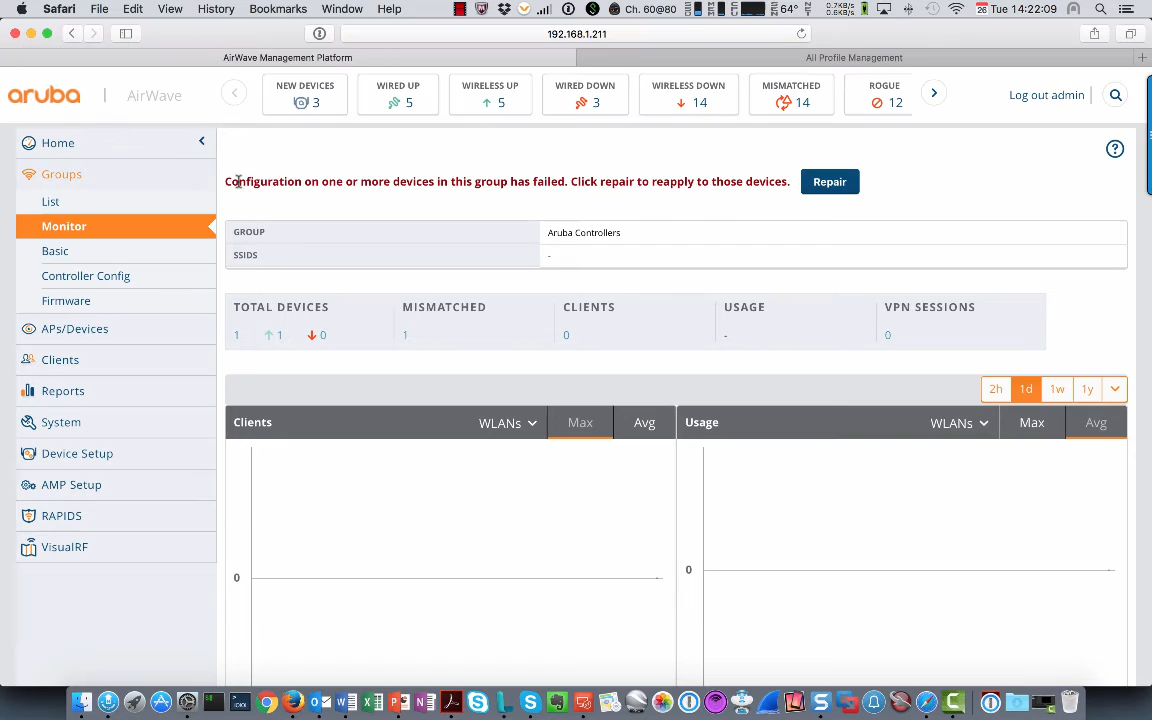 Safari File Edit View History Bookmarks Window Help Ch. 60@80 64° 0.7KB/s 0.6KB/s Tue 14:22:09
192.168.1.211
AirWave Management Platform All Profile Management
aruba | AirWave
NEW DEVICES WIRED UP WIRELESS UP WIRED DOWN WIRELESS DOWN MISMATCHED ROGUE
3 5 5 3 14 14 12
Log out admin
Home
Groups
List
Monitor
Basic
Controller Config
Firmware
APs/Devices
Clients
Reports
System
Device Setup
AMP Setup
RAPIDS
VisualRF
Configuration on one or more devices in this group has failed. Click repair to reapply to those devices. Repair
GROUP Aruba Controllers
SSIDS -
TOTAL DEVICES MISMATCHED CLIENTS USAGE VPN SESSIONS
1 1 0 1 0 - 0
2h 1d 1w 1y
Clients WLANs Max Avg
Usage WLANs Max Avg
0
0